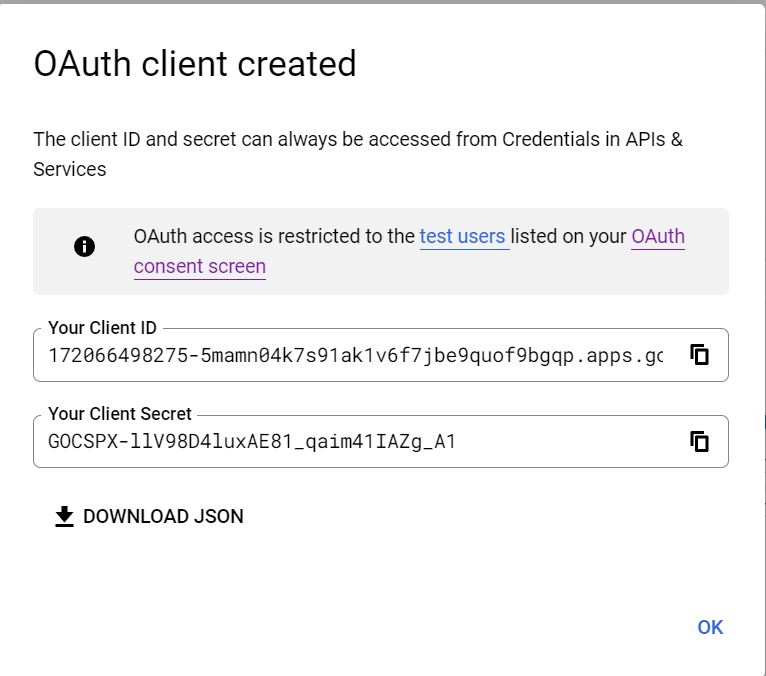 OAuth client created
The client ID and secret can always be accessed from Credentials in APIs &
Services
OAuth access is restricted to the test users listed on your OAuth
consent screen
Your Client ID
172066498275-5mamn04k7s91ak1v6f7jbe9quof9bgqp.apps.go
Your Client Secret
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
DOWNLOAD JSON
OK